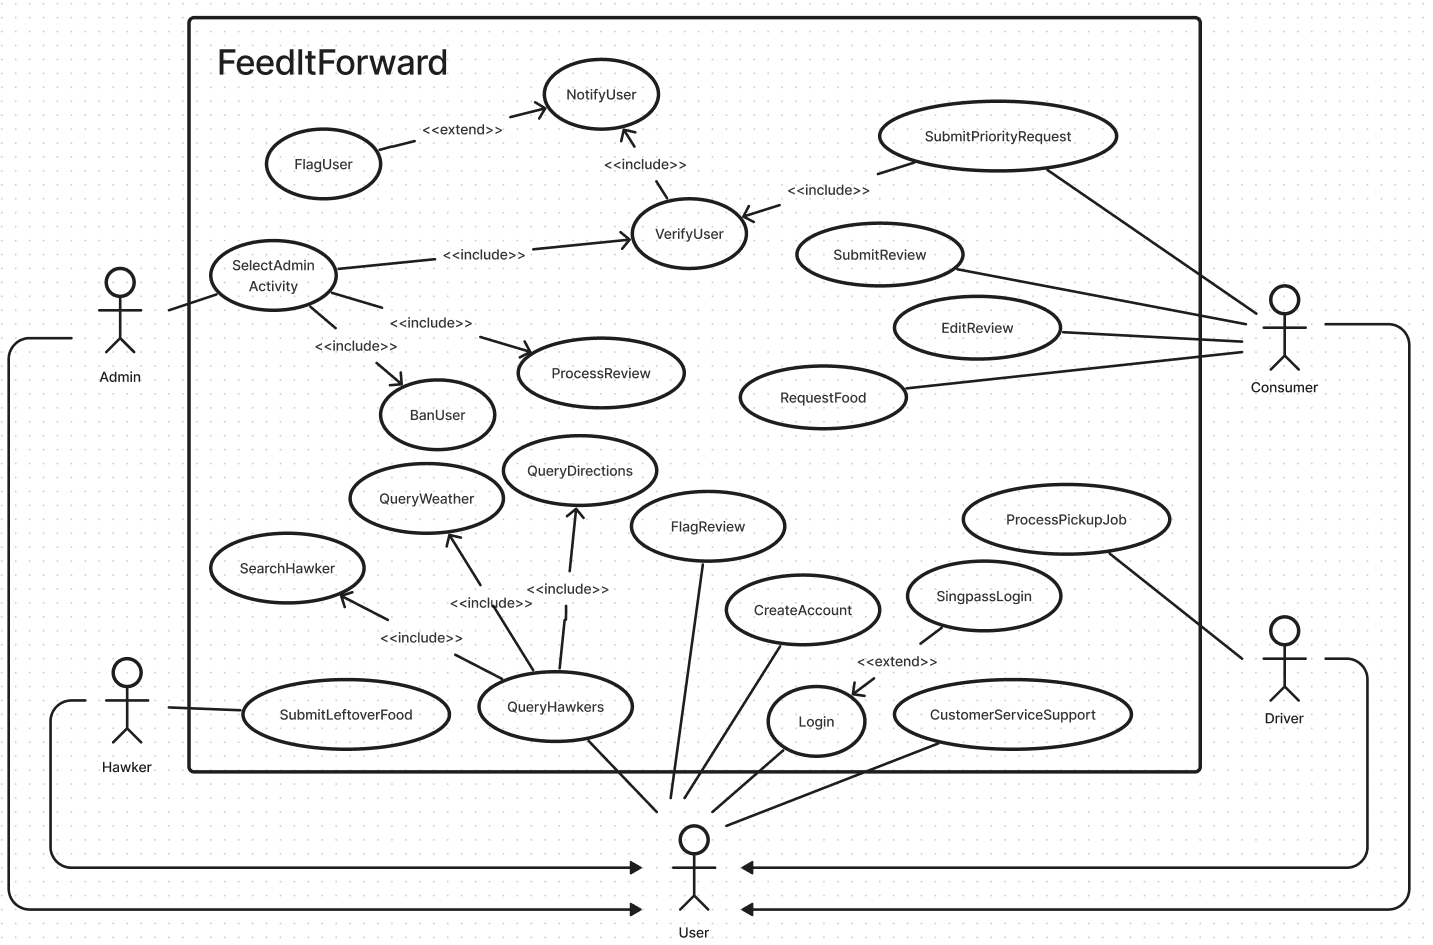 FeedItForward
NotifyUser
<<extend>>
SubmitPriorityRequest
FlagUser
<<include>>
<<include>>
VerifyUser
SubmitReview
<<include>>
SelectAdmin
Activity
<<include>>
EditReview
<<include>>
ProcessReview
Admin
Consumer
RequestFood
BanUser
QueryDirections
QueryWeather
ProcessPickupJob
FlagReview
SearchHawker
<<include>>
SingpassLogin
<<include>>
CreateAccount
<<include>>
<<extend>>
QueryHawkers
SubmitLeftoverFood
CustomerServiceSupport
Login
Driver
Hawker
User